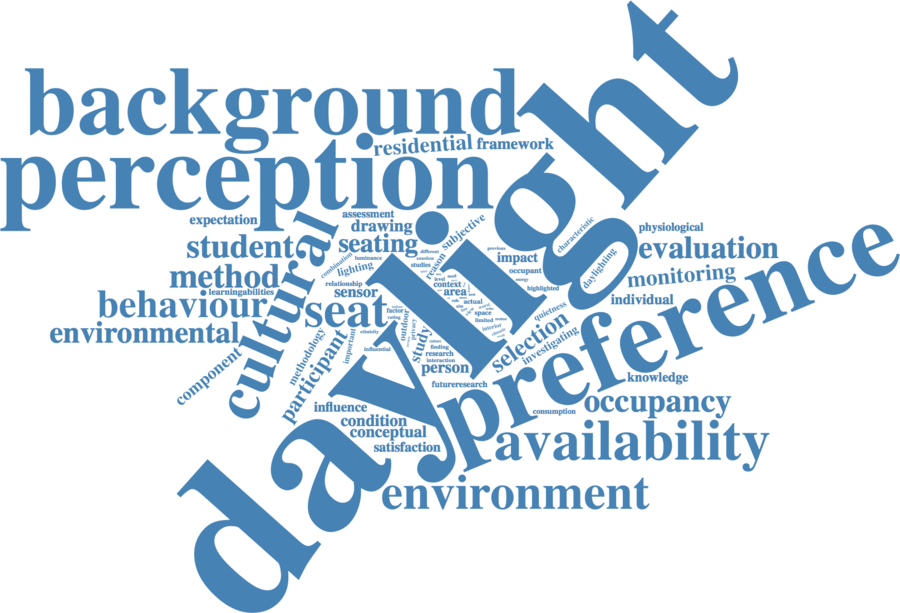 daylight
background
perception
residential framework
expectation
assessment
drawing
student
seating
subjective
characteristic
physiological
evaluation
preference
method
combination
luminance
lighting
different
studies
reason
previous
impact
occupant
daylighting
monitoring
learningabilities
relationship
sensor
context /
area
energy
highlighted
individual
behaviour
cultural
seat
factor
actual
space
quietness
environmental
ethnicity
outdoor
privacy
limited
interior
selection
investigating
component
methodology
important
influential
study
finding
research
interaction
person
participant
futureresearch
knowledge
influence
condition
conceptual
satisfaction
consumption
occupancy
availability
environment